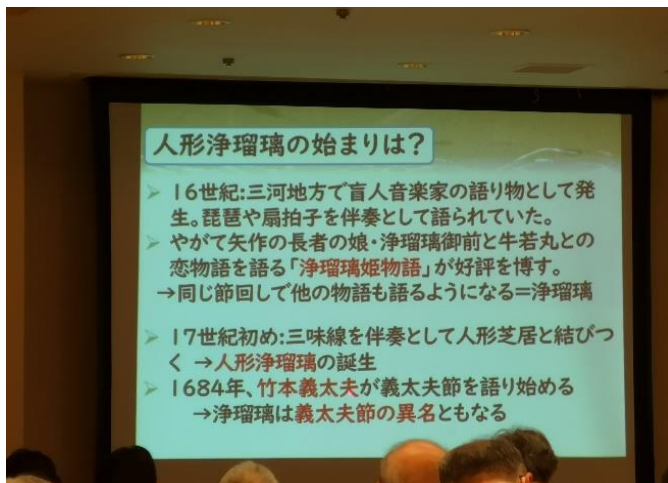 人形浄瑠璃の始まりは?
➤ 16世紀:三河地方で盲人音楽家の語り物として発
生。琵琶や扇拍子を伴奏として語られていた。
➤ やがて矢作の長者の娘・浄瑠璃御前と牛若丸との
恋物語を語る「浄瑠璃姫物語」が好評を博す。
→同じ節回しで他の物語も語るようになる=浄瑠璃
➤ 17世紀初め:三味線を伴奏として人形芝居と結びつ
く →人形浄瑠璃の誕生
➤ 1684年、竹本義太夫が義太夫節を語り始める
→浄瑠璃は義太夫節の異名ともなる